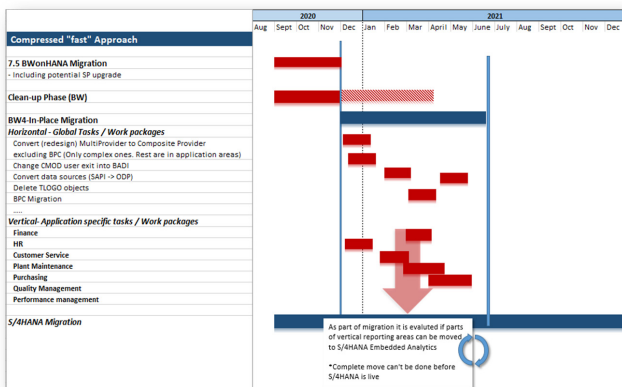 2020 2021
Aug Sept Oct Nov Dec Jan Feb Mar April May June July Aug Sept Oct Nov Dec
Compressed "fast" Approach
7.5 BWonHANA Migration
- Including potential SP upgrade
Clean-up Phase (BW)
BW4-In-Place Migration
Horizontal - Global Tasks / Work packages
Convert (redesign) MultiProvider to Composite Provider
excluding BPC (Only complex ones. Rest are in application areas)
Change CMOD user exit into BADI
Convert data sources (SAPI -> ODP)
Delete TLOGO objects
BPC Migration
.....
Vertical- Application specific tasks / Work packages
Finance
HR
Customer Service
Plant Maintenance
Purchasing
Quality Management
Performance management
S/4HANA Migration
As part of migration it is evaluted if parts
of vertical reporting areas can be moved
to S/4HANA Embedded Analytics
*Complete move can't be done before
S/4HANA is live